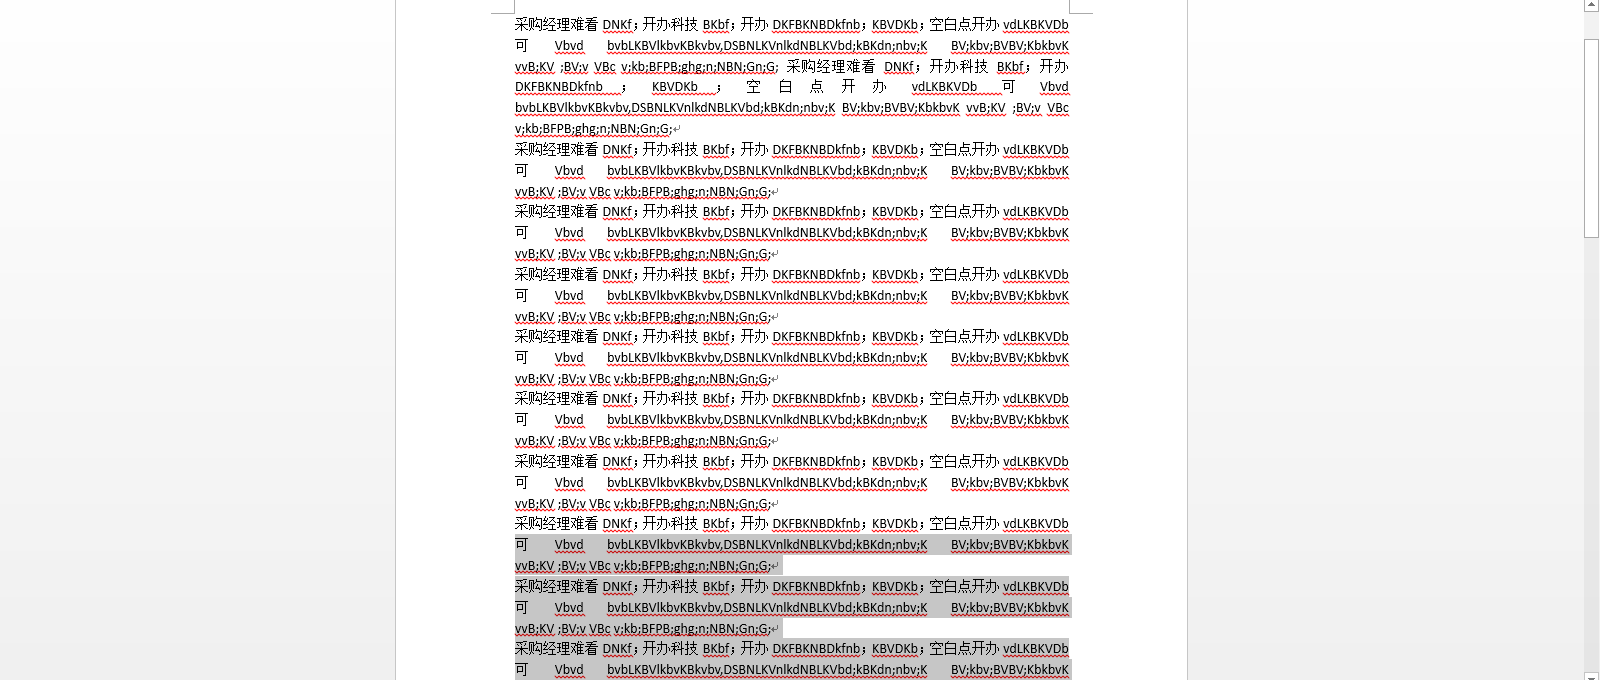 采购经理难看 DNKf；开办科技 BKbf；开办 DKFBKNBDkfnb；KBVDKb；空白点开办 vdLKBKVDb
可 Vbvd bvbLKBVlkbvKBkvbv,DSBNLKVnlkdNBLKVbd;kBKdn;nbv;K BV;kbv;BVBV;KbkbvK
vvB;KV ;BV;v VBc v;kb;BFPB;ghg;n;NBN;Gn;G; 采购经理难看 DNKf；开办科技 BKbf；开办
DKFBKNBDkfnb ； KBVDKb ； 空 白 点 开 办 vdLKBKVDb 可 Vbvd
bvbLKBVlkbvKBkvbv,DSBNLKVnlkdNBLKVbd;kBKdn;nbv;K BV;kbv;BVBV;KbkbvK vvB;KV ;BV;v VBc
v;kb;BFPB;ghg;n;NBN;Gn;G;
采购经理难看 DNKf；开办科技 BKbf；开办 DKFBKNBDkfnb；KBVDKb；空白点开办 vdLKBKVDb
可 Vbvd bvbLKBVlkbvKBkvbv,DSBNLKVnlkdNBLKVbd;kBKdn;nbv;K BV;kbv;BVBV;KbkbvK
vvB;KV ;BV;v VBc v;kb;BFPB;ghg;n;NBN;Gn;G;
采购经理难看 DNKf；开办科技 BKbf；开办 DKFBKNBDkfnb；KBVDKb；空白点开办 vdLKBKVDb
可 Vbvd bvbLKBVlkbvKBkvbv,DSBNLKVnlkdNBLKVbd;kBKdn;nbv;K BV;kbv;BVBV;KbkbvK
vvB;KV ;BV;v VBc v;kb;BFPB;ghg;n;NBN;Gn;G;
采购经理难看 DNKf；开办科技 BKbf；开办 DKFBKNBDkfnb；KBVDKb；空白点开办 vdLKBKVDb
可 Vbvd bvbLKBVlkbvKBkvbv,DSBNLKVnlkdNBLKVbd;kBKdn;nbv;K BV;kbv;BVBV;KbkbvK
vvB;KV ;BV;v VBc v;kb;BFPB;ghg;n;NBN;Gn;G;
采购经理难看 DNKf；开办科技 BKbf；开办 DKFBKNBDkfnb；KBVDKb；空白点开办 vdLKBKVDb
可 Vbvd bvbLKBVlkbvKBkvbv,DSBNLKVnlkdNBLKVbd;kBKdn;nbv;K BV;kbv;BVBV;KbkbvK
vvB;KV ;BV;v VBc v;kb;BFPB;ghg;n;NBN;Gn;G;
采购经理难看 DNKf；开办科技 BKbf；开办 DKFBKNBDkfnb；KBVDKb；空白点开办 vdLKBKVDb
可 Vbvd bvbLKBVlkbvKBkvbv,DSBNLKVnlkdNBLKVbd;kBKdn;nbv;K BV;kbv;BVBV;KbkbvK
vvB;KV ;BV;v VBc v;kb;BFPB;ghg;n;NBN;Gn;G;
采购经理难看 DNKf；开办科技 BKbf；开办 DKFBKNBDkfnb；KBVDKb；空白点开办 vdLKBKVDb
可 Vbvd bvbLKBVlkbvKBkvbv,DSBNLKVnlkdNBLKVbd;kBKdn;nbv;K BV;kbv;BVBV;KbkbvK
vvB;KV ;BV;v VBc v;kb;BFPB;ghg;n;NBN;Gn;G;
采购经理难看 DNKf；开办科技 BKbf；开办 DKFBKNBDkfnb；KBVDKb；空白点开办 vdLKBKVDb
可 Vbvd bvbLKBVlkbvKBkvbv,DSBNLKVnlkdNBLKVbd;kBKdn;nbv;K BV;kbv;BVBV;KbkbvK
vvB;KV ;BV;v VBc v;kb;BFPB;ghg;n;NBN;Gn;G;
采购经理难看 DNKf；开办科技 BKbf；开办 DKFBKNBDkfnb；KBVDKb；空白点开办 vdLKBKVDb
可 Vbvd bvbLKBVlkbvKBkvbv,DSBNLKVnlkdNBLKVbd;kBKdn;nbv;K BV;kbv;BVBV;KbkbvK
vvB;KV ;BV;v VBc v;kb;BFPB;ghg;n;NBN;Gn;G;
采购经理难看 DNKf；开办科技 BKbf；开办 DKFBKNBDkfnb；KBVDKb；空白点开办 vdLKBKVDb
可 Vbvd bvbLKBVlkbvKBkvbv,DSBNLKVnlkdNBLKVbd;kBKdn;nbv;K BV;kbv;BVBV;KbkbvK